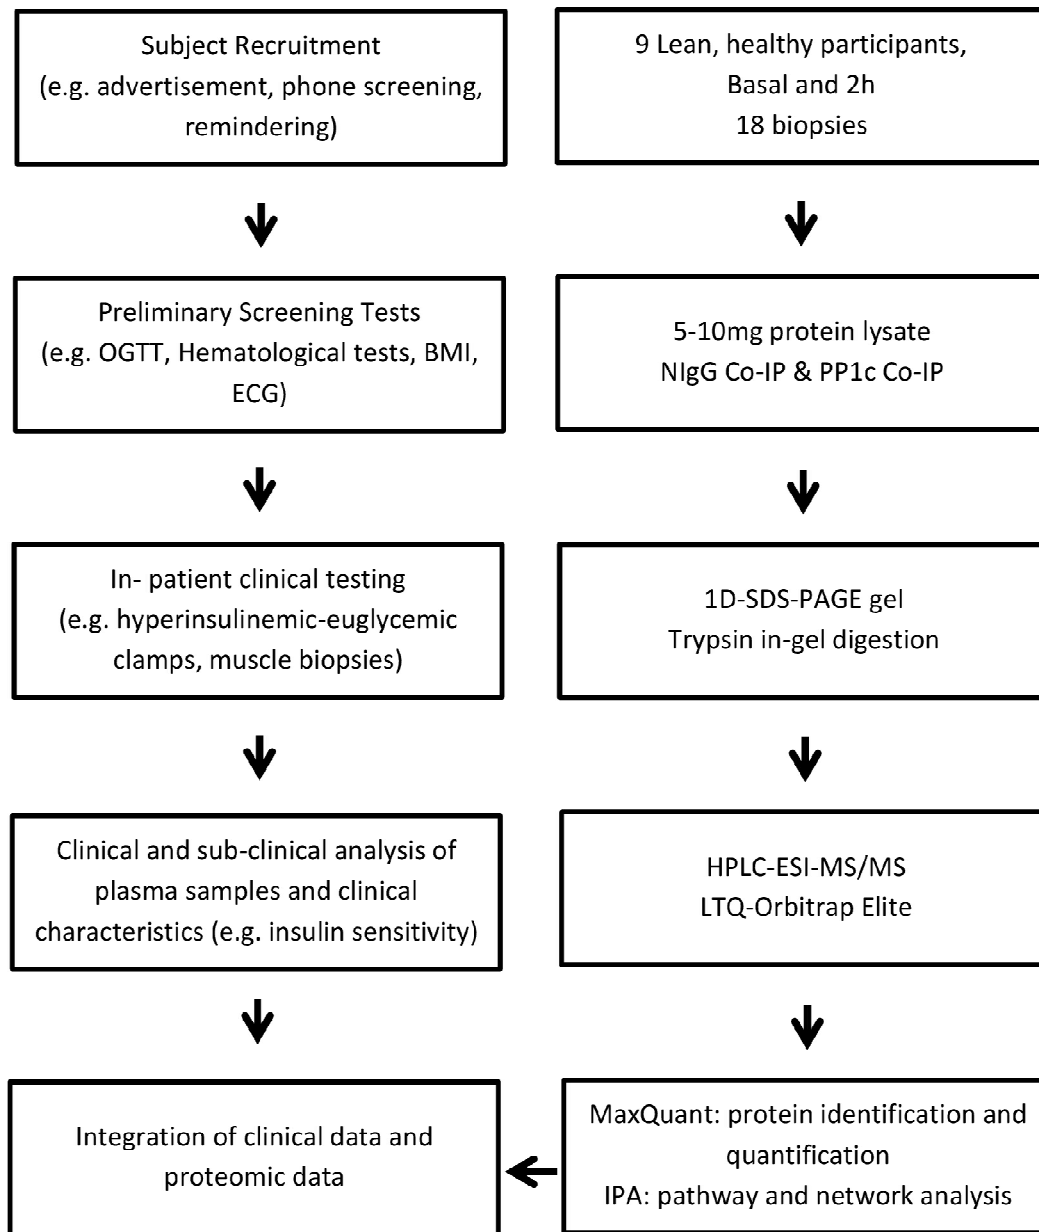 Subject Recruitment
(e.g. advertisement, phone screening,
remindering)
Preliminary Screening Tests
(e.g. OGTT, Hematological tests, BMI,
ECG)
In- patient clinical testing
(e.g. hyperinsulinemic-euglycemic
clamps, muscle biopsies)
Clinical and sub-clinical analysis of
plasma samples and clinical
characteristics (e.g. insulin sensitivity)
Integration of clinical data and
proteomic data
9 Lean, healthy participants,
Basal and 2h
18 biopsies
5-10mg protein lysate
NIgG Co-IP & PP1c Co-IP
1D-SDS-PAGE gel
Trypsin in-gel digestion
HPLC-ESI-MS/MS
LTQ-Orbitrap Elite
MaxQuant: protein identification and
quantification
IPA: pathway and network analysis